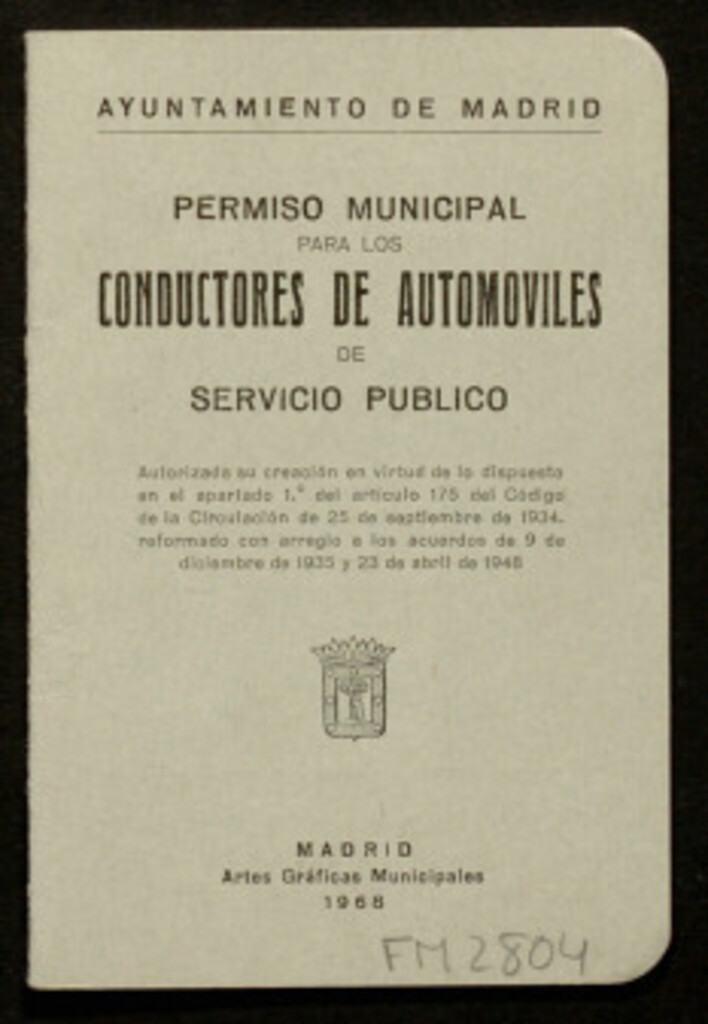 AYUNTAMIENTO DE MADRID
PERMISO MUNICIPAL
PARA LOS
CONDUCTORES DE AUTOMOVILES
DE
SERVICIO PUBLICO
Autorizada su creación en virtud de lo dispuesto
en el apartado 1.º del artículo 175 del Código
de la Circulación de 25 de septiembre de 1934,
reformado con arreglo a los acuerdos de 9 de
diciembre de 1935 y 23 de abril de 1948
MADRID
Artes Gráficas Municipales
1968
FM 2804